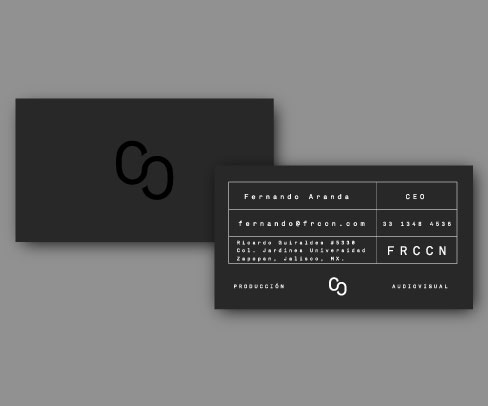 Fernando Aranda
CEO
fernando@frccn.com
33 1348 4536
Ricardo Guiraldes #5300
Col. Jardines Universidad
Zapopan, Jalisco, MX.
FRCCN
PRODUCCIÓN
AUDIOVISUAL